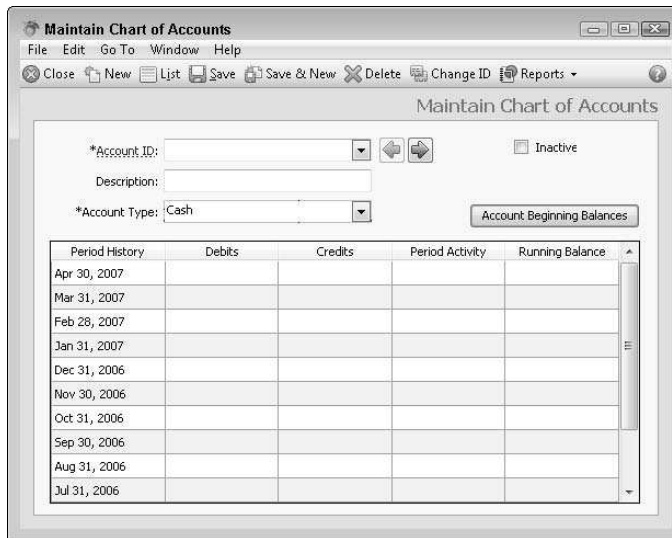 Maintain Chart of Accounts
File Edit Go To Window Help
Close New List Save Save & New Delete Change ID Reports
Maintain Chart of Accounts
*Account ID: Inactive
Description:
*Account Type: Cash Account Beginning Balances
Period History Debits Credits Period Activity Running Balance
Apr 30, 2007
Mar 31, 2007
Feb 28, 2007
Jan 31, 2007
Dec 31, 2006
Nov 30, 2006
Oct 31, 2006
Sep 30, 2006
Aug 31, 2006
Jul 31, 2006